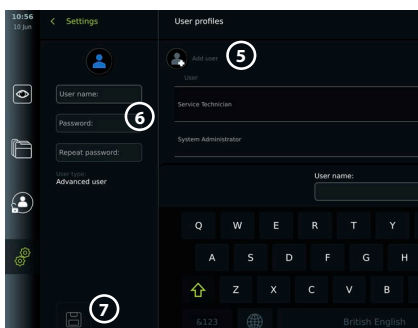 10:56
10 Jun
Settings
User profiles
Add user
5
User
User name:
Service Technician
Password:
6
System Administrator
Repeat password:
User type:
Advanced user
User name:
Q W E R T Y
A S D F G H
Z X C V B
7
6123
British English